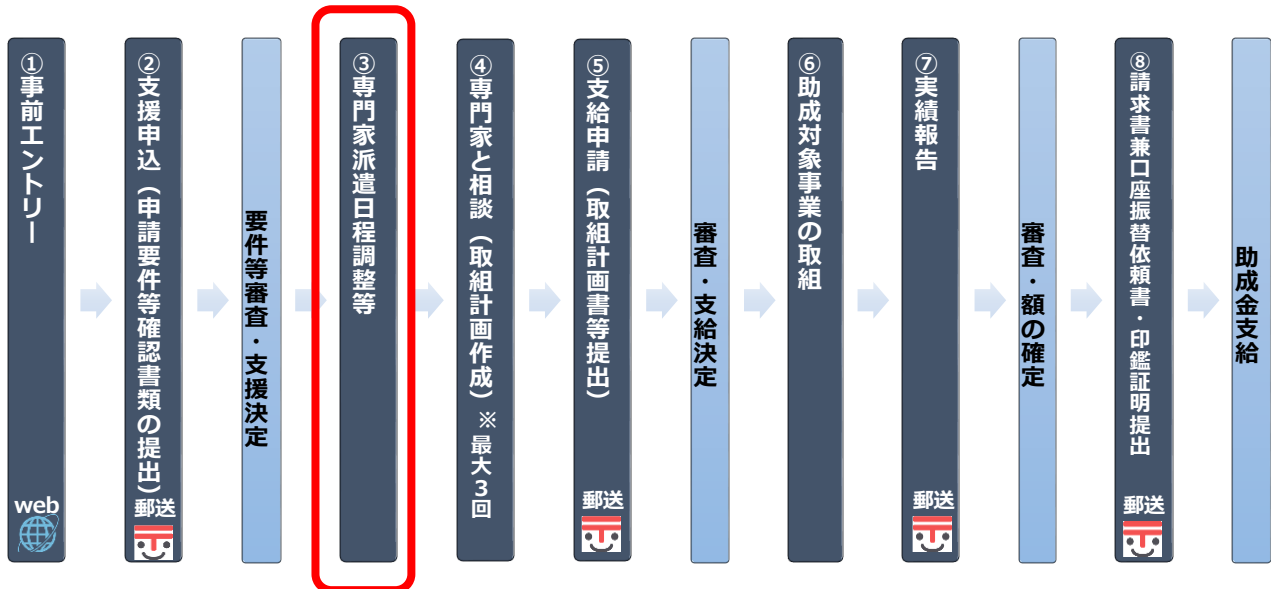 ①事前エントリー
web
②支援申込（申請要件等確認書類の提出）
郵送
要件等審査・支援決定
③専門家派遣日程調整等
④専門家と相談（取組計画作成）※最大3回
⑤支給申請（取組計画書等提出）
郵送
審査・支給決定
⑥助成対象事業の取組
⑦実績報告
郵送
審査・額の確定
⑧請求書兼口座振替依頼書・印鑑証明提出
郵送
助成金支給